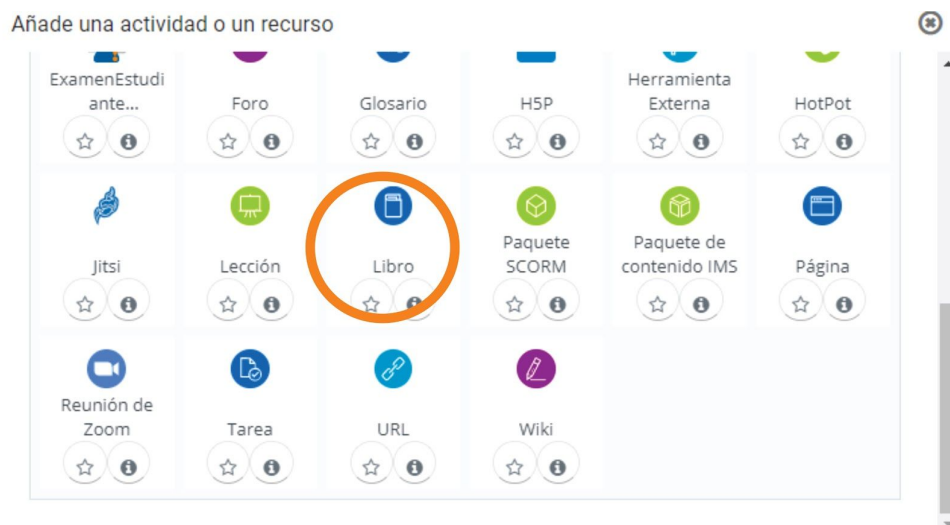 Añade una actividad o un recurso
ExamenEstudi
ante...
Foro
Glosario
H5P
Herramienta
Externa
HotPot
Jitsi
Lección
Libro
Paquete
SCORM
Paquete de
contenido IMS
Página
Reunión de
Zoom
Tarea
URL
Wiki